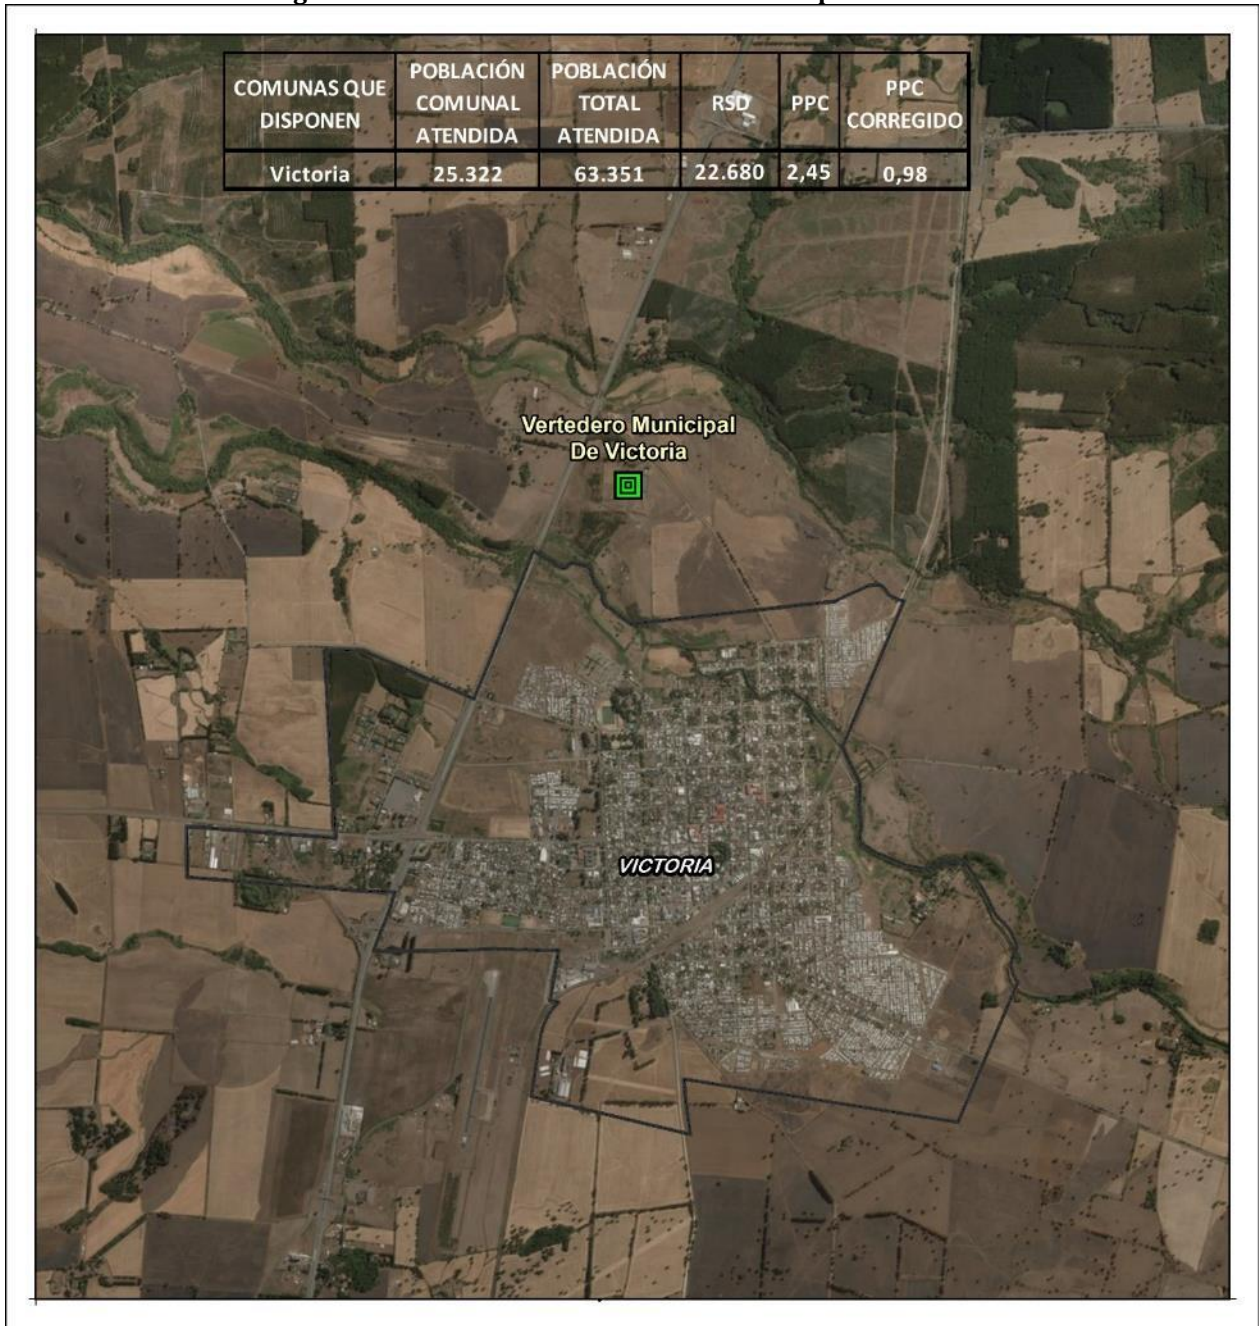 COMUNAS QUE DISPONEN
POBLACIÓN COMUNAL ATENDIDA
POBLACIÓN TOTAL ATENDIDA
RSD
PPC
PPC CORREGIDO
Victoria 25.322 63.351 22.680 2,45 0,98
Vertedero Municipal
De Victoria
VICTORIA